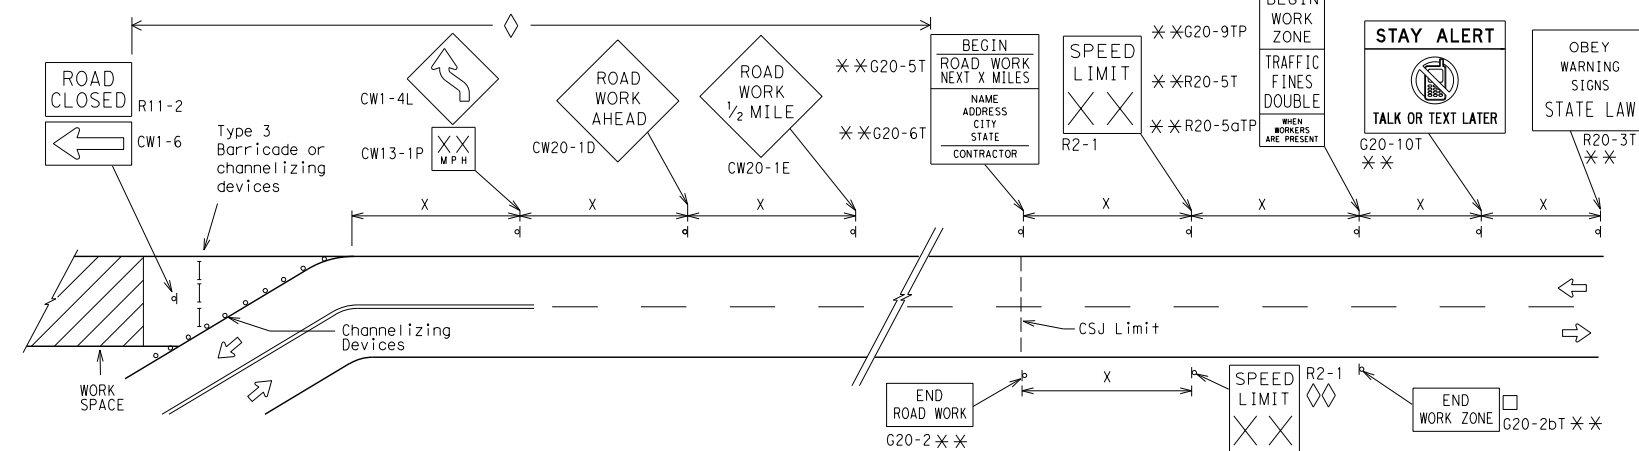 ROAD
CLOSED
R11-2
CW1-6
Type 3
Barricade or
channelizing
devices
CW1-4L
XX
MPH
CW13-1P
ROAD
WORK
AHEAD
CW20-1D
ROAD
WORK
1/2 MILE
CW20-1E
BEGIN
ROAD WORK
NEXT X MILES
NAME
ADDRESS
CITY
STATE
CONTRACTOR
**G20-5T
**G20-6T
SPEED
LIMIT
XX
R2-1
BEGIN
WORK
ZONE
TRAFFIC
FINES
DOUBLE
WHEN
WORKERS
ARE PRESENT
**G20-9TP
**R20-5T
**R20-5aTP
STAY ALERT
TALK OR TEXT LATER
G20-10T
**
OBEY
WARNING
SIGNS
STATE LAW
R20-3T
**
X X X X X X X
Channelizing
Devices
CSJ Limit
WORK
SPACE
X
END
ROAD WORK
G20-2**
SPEED
LIMIT
XX
R2-1
◇◇
END
WORK ZONE
□
G20-2bT**